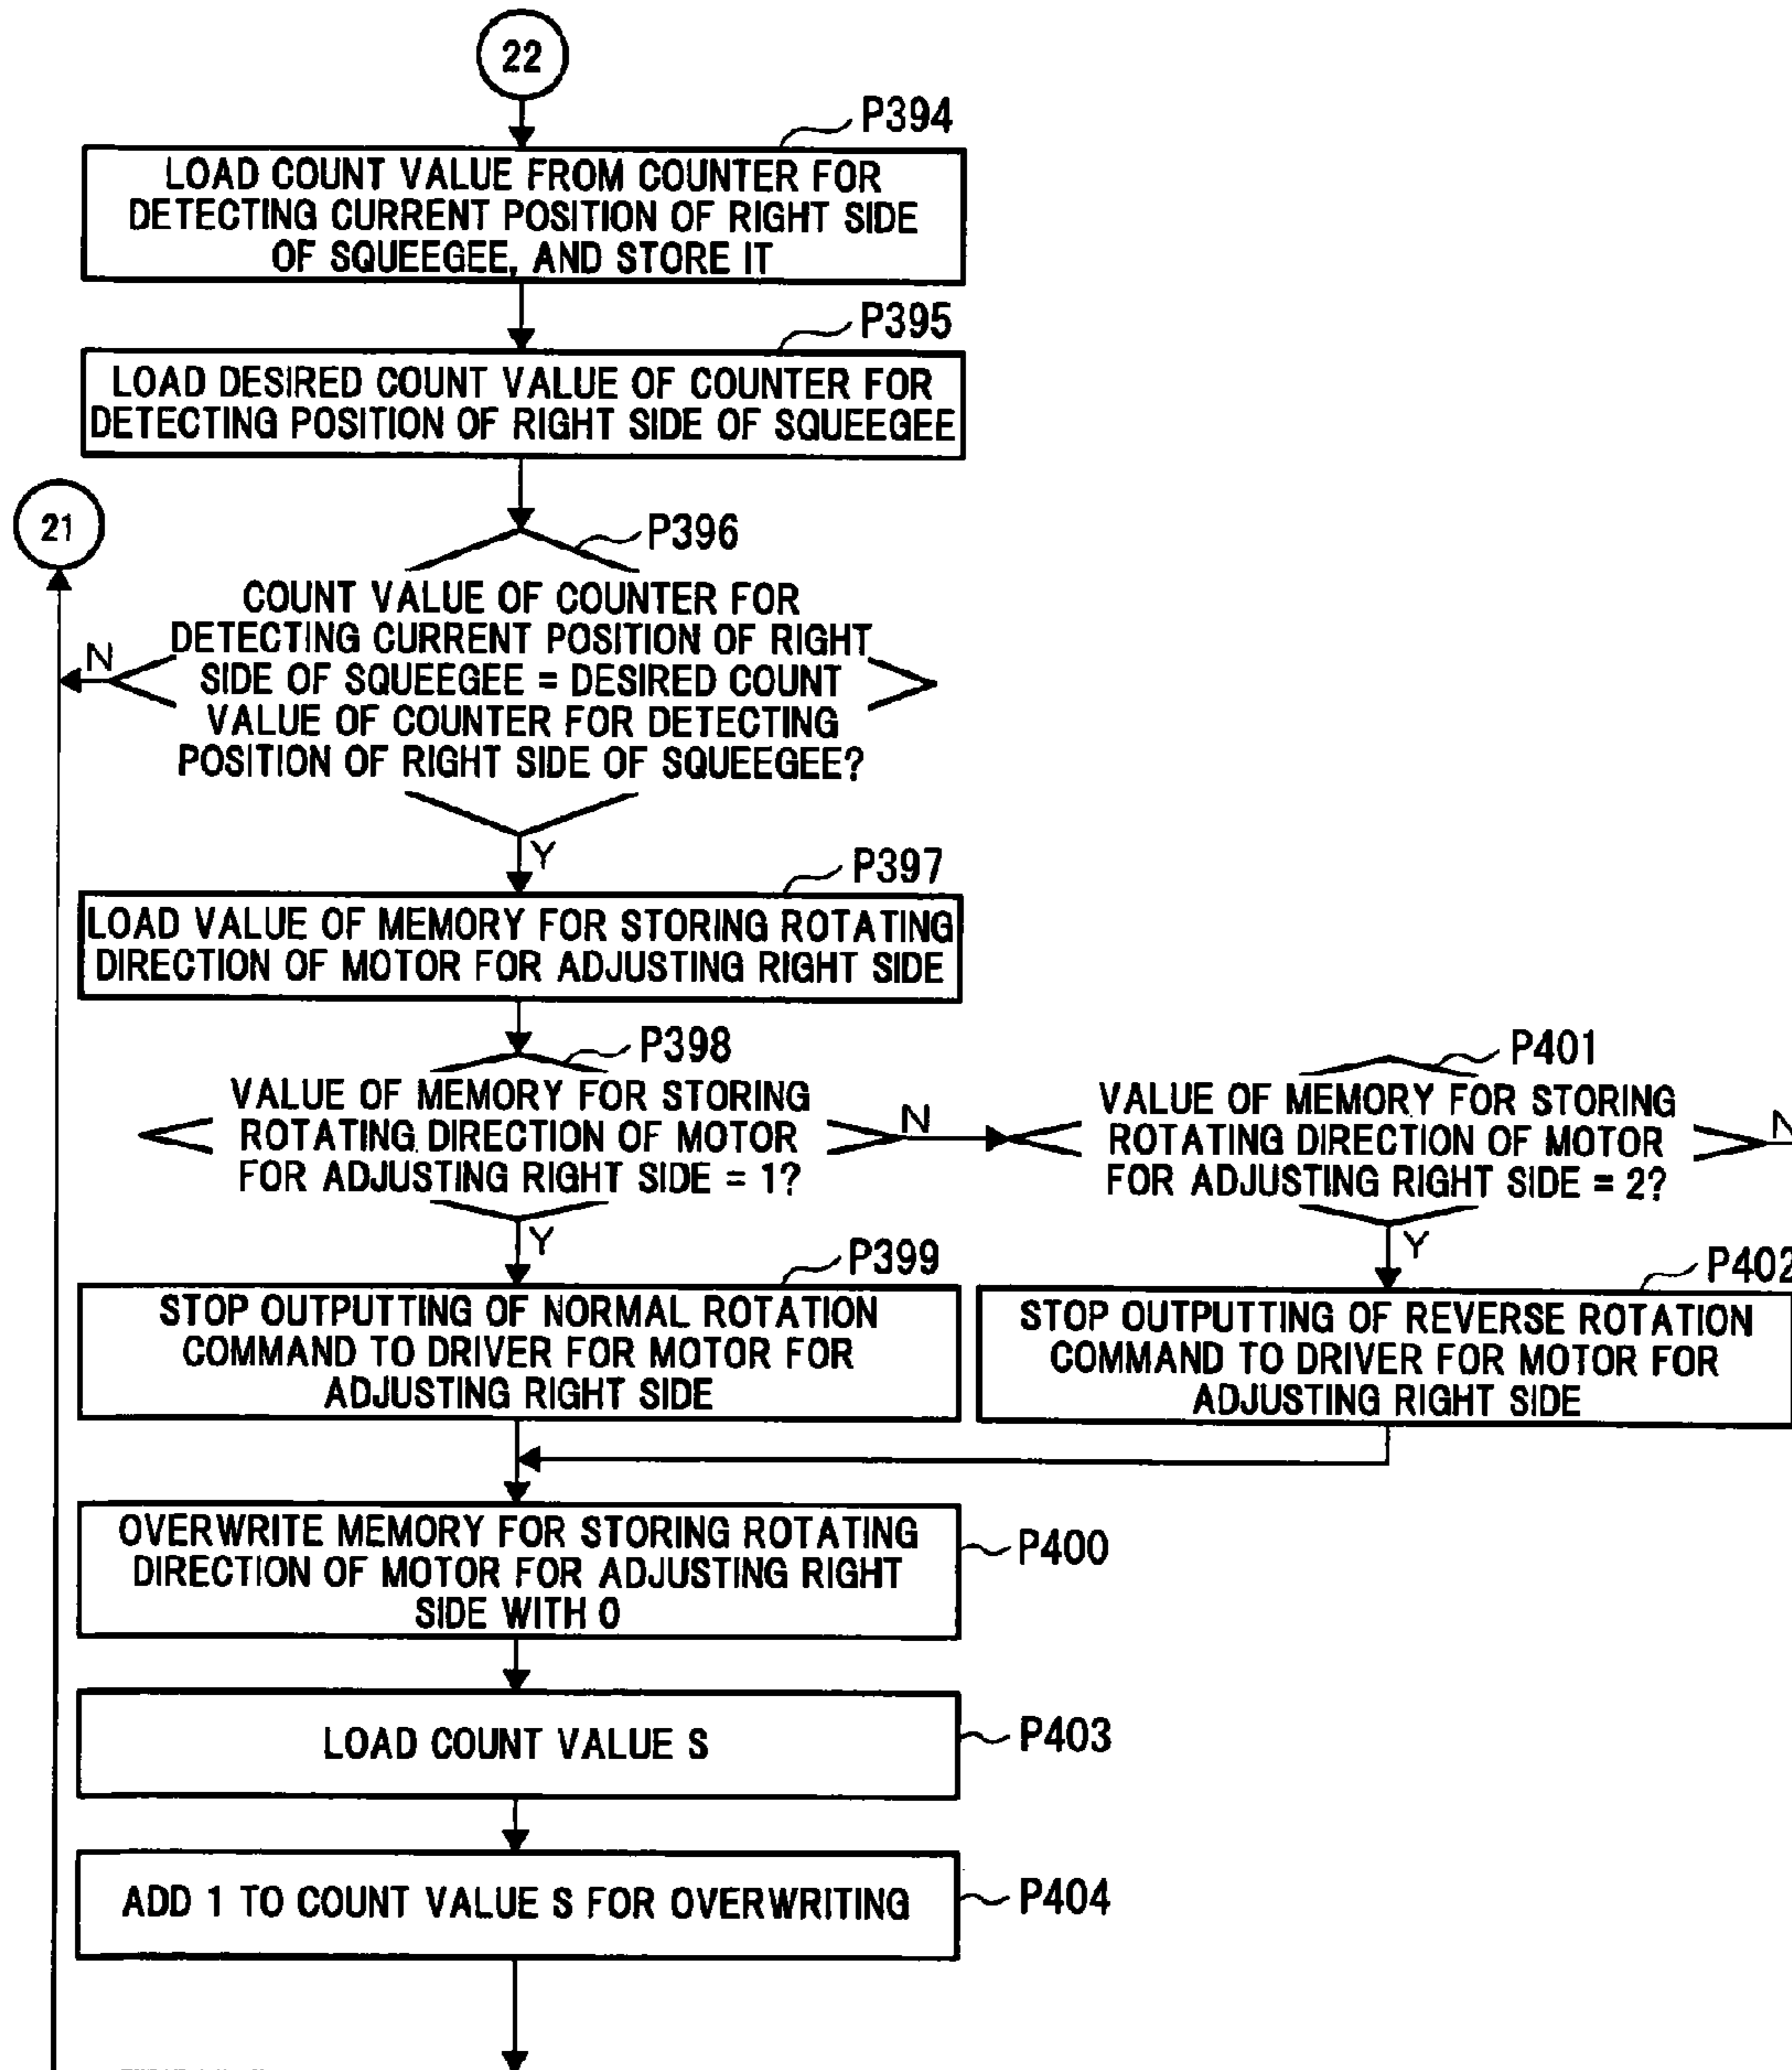 22
P394
LOAD COUNT VALUE FROM COUNTER FOR
DETECTING CURRENT POSITION OF RIGHT SIDE
OF SQUEEGEE, AND STORE IT
P395
LOAD DESIRED COUNT VALUE OF COUNTER FOR
DETECTING POSITION OF RIGHT SIDE OF SQUEEGEE
21
P396
COUNT VALUE OF COUNTER FOR
DETECTING CURRENT POSITION OF RIGHT
SIDE OF SQUEEGEE = DESIRED COUNT
VALUE OF COUNTER FOR DETECTING
POSITION OF RIGHT SIDE OF SQUEEGEE?
N
Y
P397
LOAD VALUE OF MEMORY FOR STORING ROTATING
DIRECTION OF MOTOR FOR ADJUSTING RIGHT SIDE
P398
VALUE OF MEMORY FOR STORING
ROTATING DIRECTION OF MOTOR
FOR ADJUSTING RIGHT SIDE = 1?
N
Y
P401
VALUE OF MEMORY FOR STORING
ROTATING DIRECTION OF MOTOR
FOR ADJUSTING RIGHT SIDE = 2?
N
Y
P399
STOP OUTPUTTING OF NORMAL ROTATION
COMMAND TO DRIVER FOR MOTOR FOR
ADJUSTING RIGHT SIDE
P402
STOP OUTPUTTING OF REVERSE ROTATION
COMMAND TO DRIVER FOR MOTOR FOR
ADJUSTING RIGHT SIDE
OVERWRITE MEMORY FOR STORING ROTATING
DIRECTION OF MOTOR FOR ADJUSTING RIGHT
SIDE WITH 0
P400
LOAD COUNT VALUE S
P403
ADD 1 TO COUNT VALUE S FOR OVERWRITING
P404